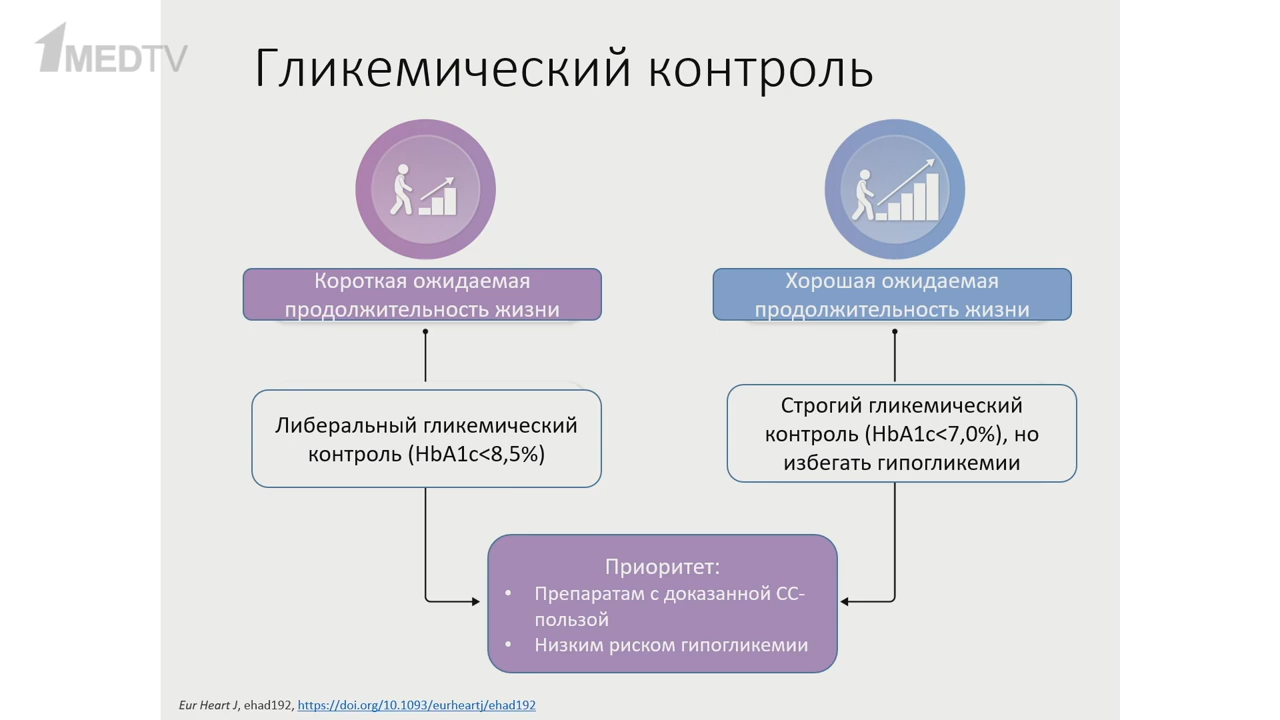 1MEDTV
Гликемический контроль
Короткая ожидаемая
продолжительность жизни
Хорошая ожидаемая
продолжительность жизни
Либеральный гликемический
контроль (HbA1c<8,5%)
Строгий гликемический
контроль (HbA1c<7,0%), но
избегать гипогликемии
Приоритет:
• Препаратам с доказанной СС-
пользой
• Низким риском гипогликемии
Eur Heart J, ehad192, https://doi.org/10.1093/eurheartj/ehad192